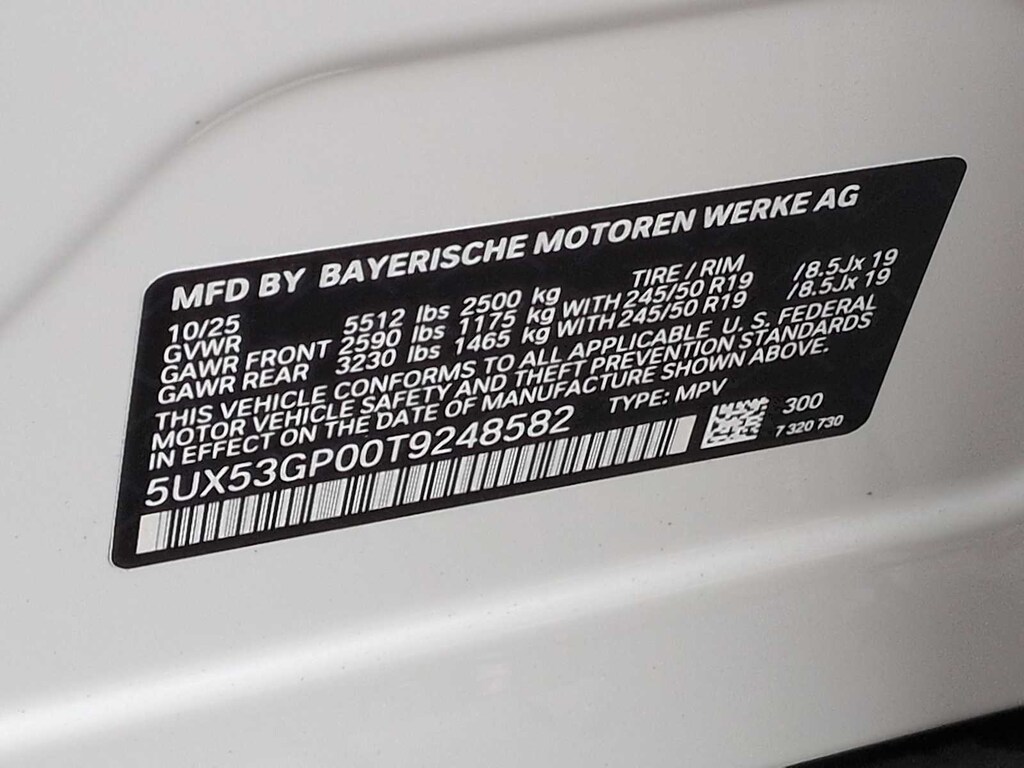 MFD BY BAYERISCHE MOTOREN WERKE AG
10/25 TIRE / RIM
GVWR 5512 lbs 2500 kg
GAWR FRONT 2590 lbs 1175 kg WITH 245/50 R19 /8.5Jx 19
GAWR REAR 3230 lbs 1465 kg WITH 245/50 R19 /8.5Jx 19
THIS VEHICLE CONFORMS TO ALL APPLICABLE U. S. FEDERAL
MOTOR VEHICLE SAFETY AND THEFT PREVENTION STANDARDS
IN EFFECT ON THE DATE OF MANUFACTURE SHOWN ABOVE.
5UX53GP00T9248582 TYPE: MPV
300
7 320 730